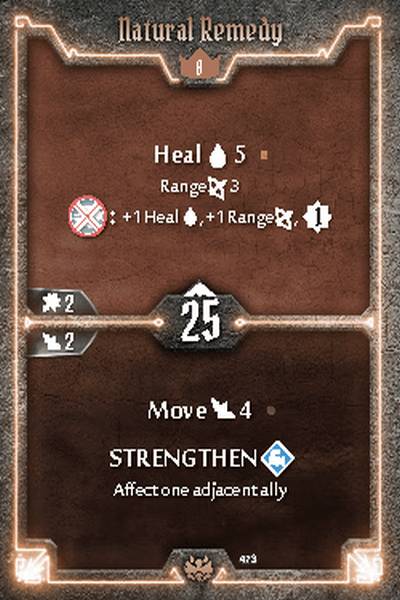 Natural Remedy
8
Heal 5
Range 3
: +1 Heal , +1 Range , 1
2
25
2
Move 4
STRENGTHEN
Affect one adjacent ally
473